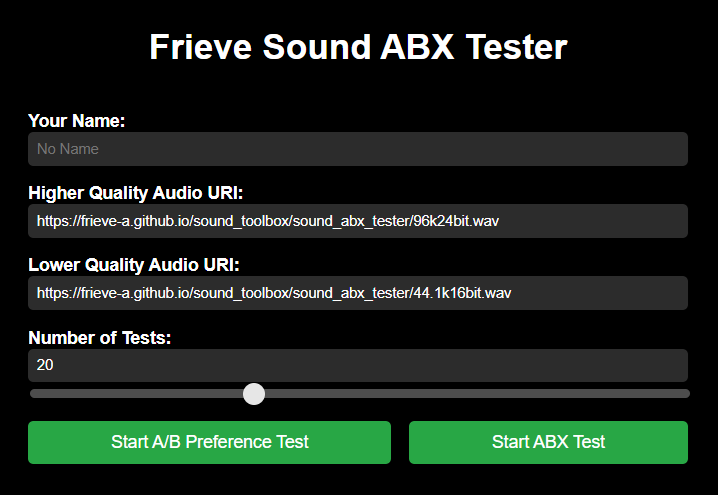 Frieve Sound ABX Tester
Your Name:
No Name
Higher Quality Audio URI:
https://frieve-a.github.io/sound_toolbox/sound_abx_tester/96k24bit.wav
Lower Quality Audio URI:
https://frieve-a.github.io/sound_toolbox/sound_abx_tester/44.1k16bit.wav
Number of Tests:
20
Start A/B Preference Test
Start ABX Test